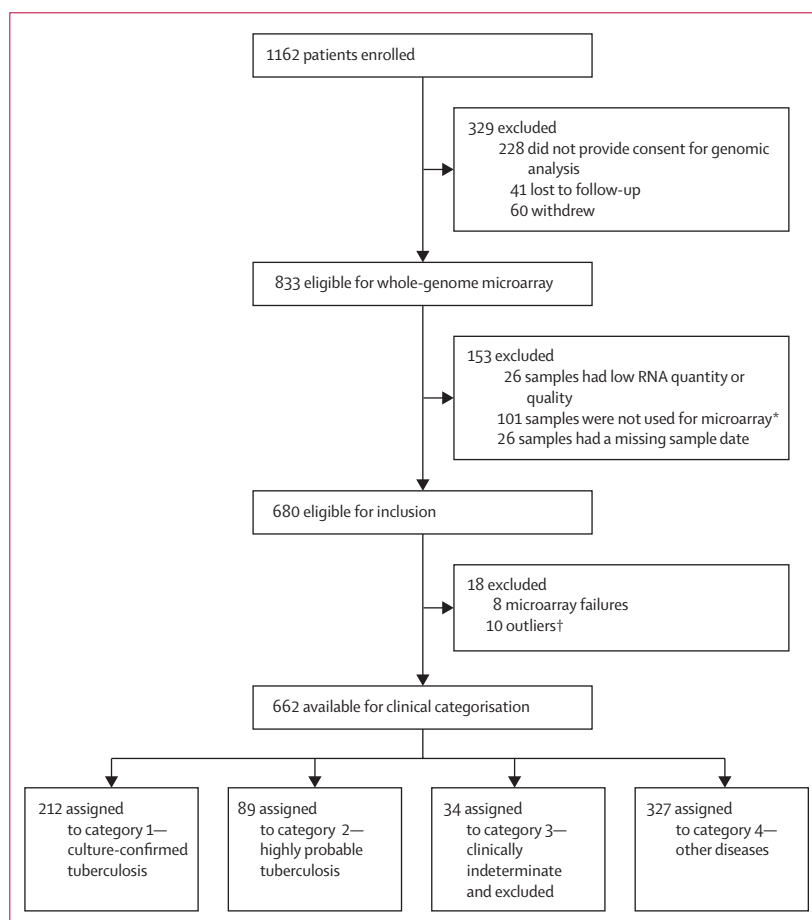 1162 patients enrolled
329 excluded
228 did not provide consent for genomic
analysis
41 lost to follow-up
60 withdrew
833 eligible for whole-genome microarray
153 excluded
26 samples had low RNA quantity or
quality
101 samples were not used for microarray*
26 samples had a missing sample date
680 eligible for inclusion
18 excluded
8 microarray failures
10 outliers†
662 available for clinical categorisation
212 assigned
to category 1—
culture-confirmed
tuberculosis
89 assigned
to category 2—
highly probable
tuberculosis
34 assigned
to category 3—
clinically
indeterminate
and excluded
327 assigned
to category 4—
other diseases